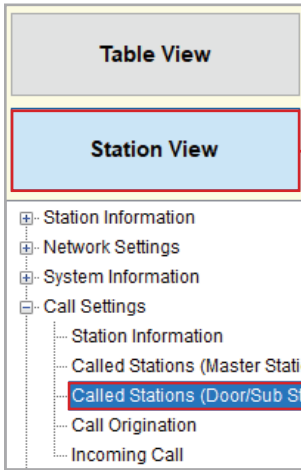 Table View
Station View
Station Information
Network Settings
System Information
Call Settings
Station Information
Called Stations (Master Stati
Called Stations (Door/Sub St
Call Origination
Incoming Call